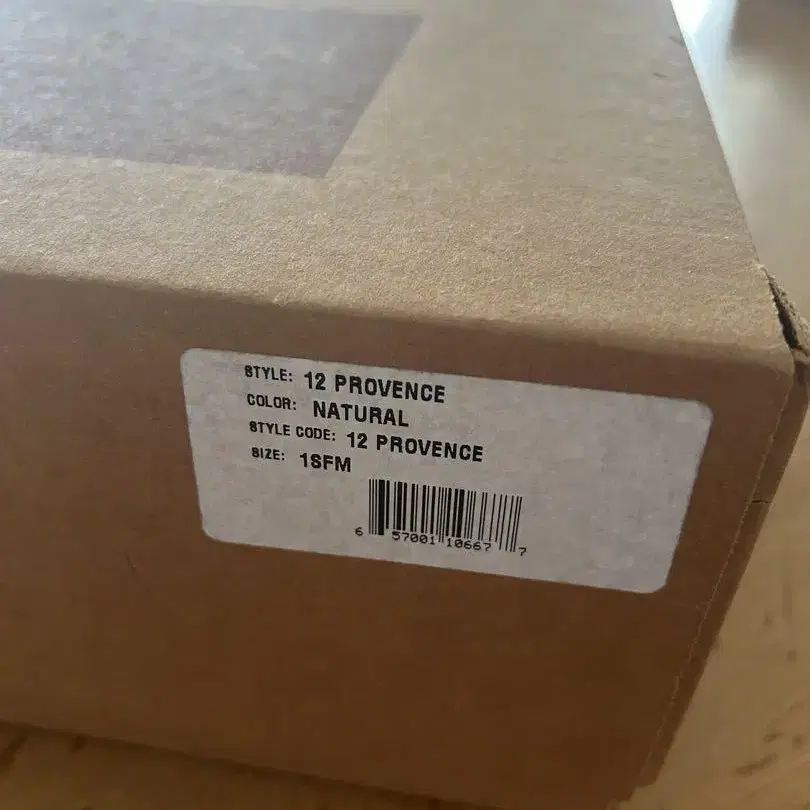 STYLE: 12 PROVENCE
COLOR: NATURAL
STYLE CODE: 12 PROVENCE
SIZE: 1SFM
6 57001 10667 7